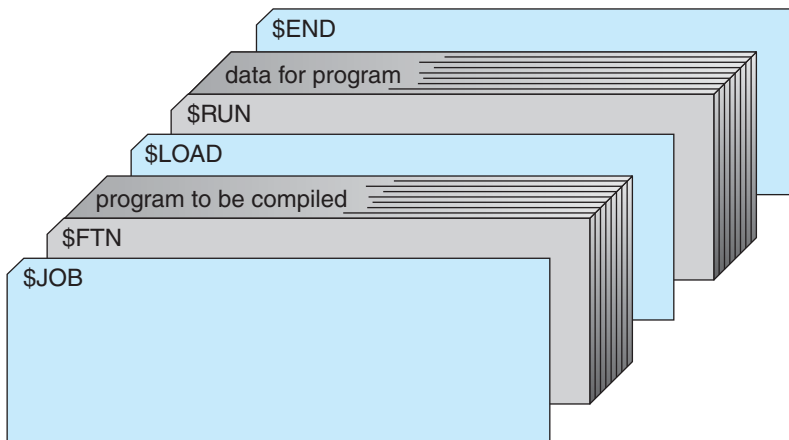 $END
data for program
$RUN
$LOAD
program to be compiled
$FTN
$JOB